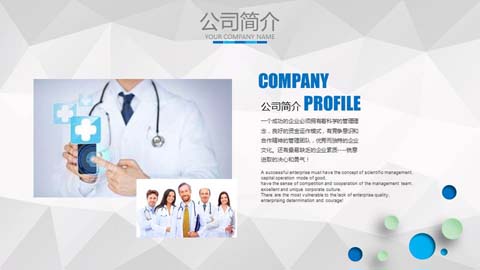 公司简介
YOUR COMPANY NAME
COMPANY
公司简介 PROFILE
一个成功的企业必须拥有着科学的管理理
念，良好的资金运作模式，有竞争意识和
合作精神的管理团队，优秀而独特的企业
文化。还有最易缺乏的企业素质----锐意
进取的决心和勇气！
A successful enterprise must have the concept of scientific management,
capital operation mode of good,
have the sense of competition and cooperation of the management team,
excellent and unique corporate culture.
There are the most vulnerable to the lack of enterprise quality,
enterprising determination and courage!